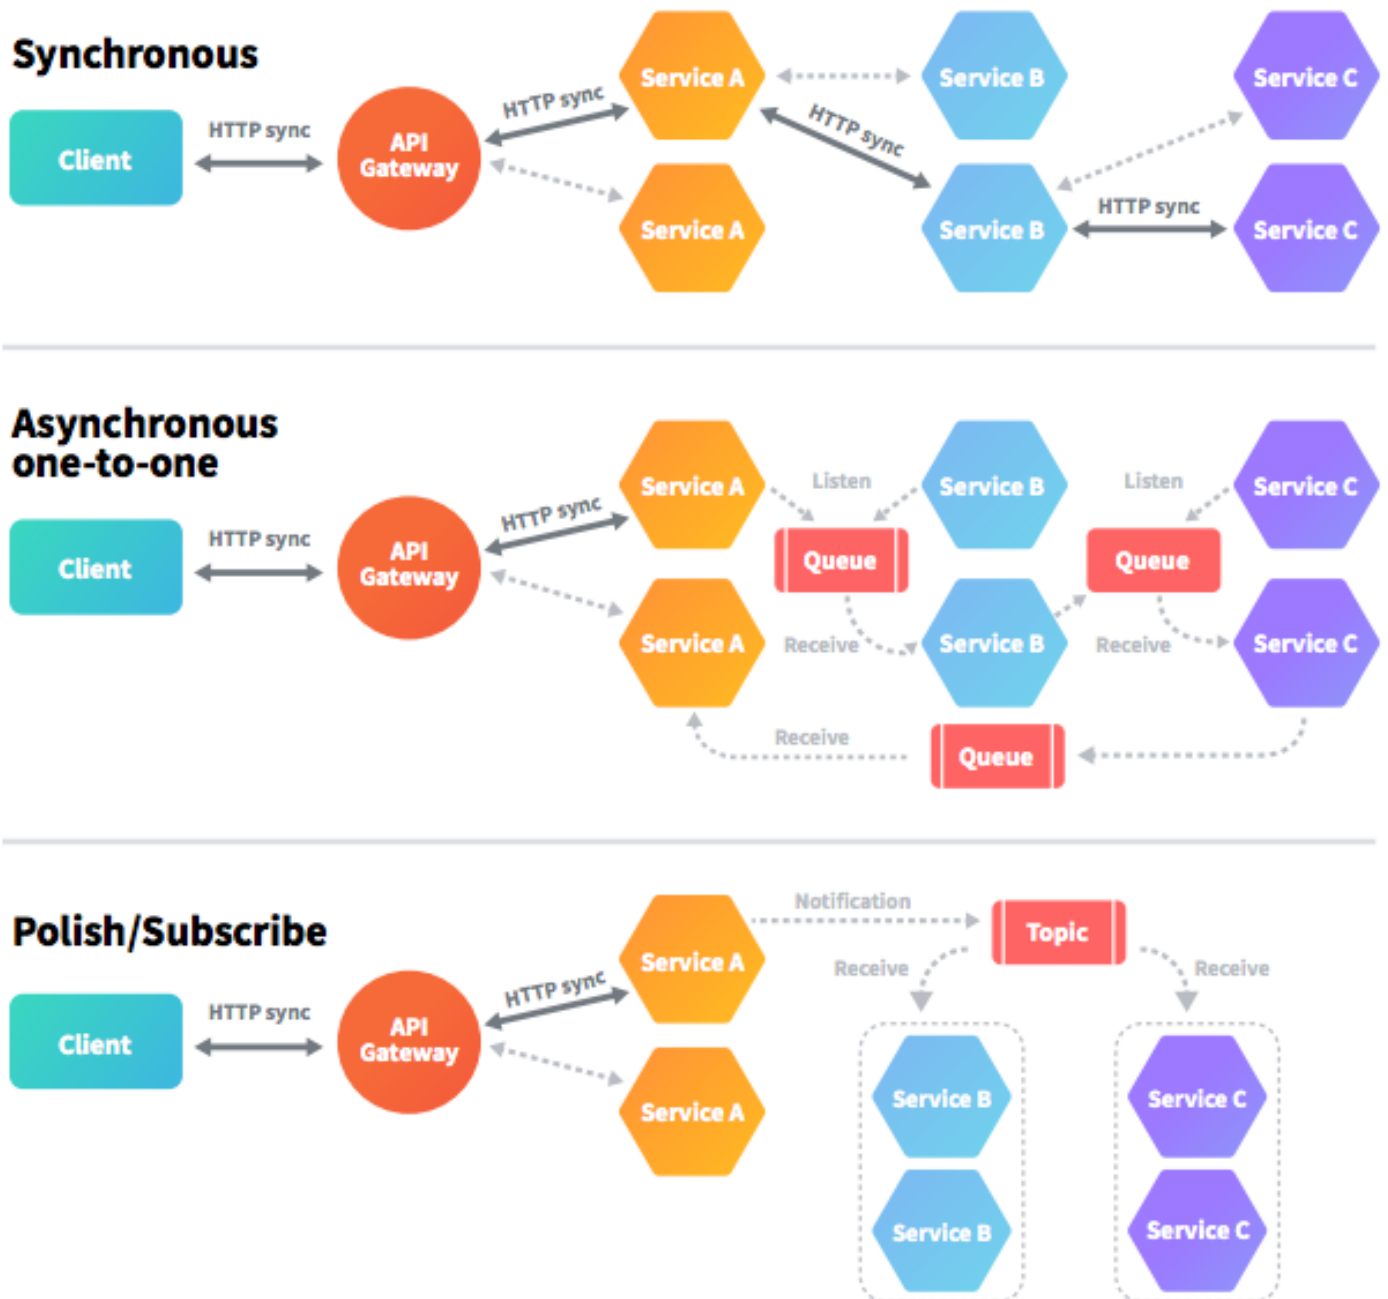 Synchronous
Client
HTTP sync
API
Gateway
HTTP sync
Service A
Service A
HTTP sync
Service B
Service B
HTTP sync
Service C
Service C
Asynchronous
one-to-one
Client
HTTP sync
API
Gateway
HTTP sync
Service A
Service A
Listen
Queue
Receive
Service B
Service B
Listen
Queue
Receive
Service C
Service C
Receive
Queue
Polish/Subscribe
Client
HTTP sync
API
Gateway
HTTP sync
Service A
Service A
Notification
Topic
Receive
Receive
Service B
Service B
Service C
Service C